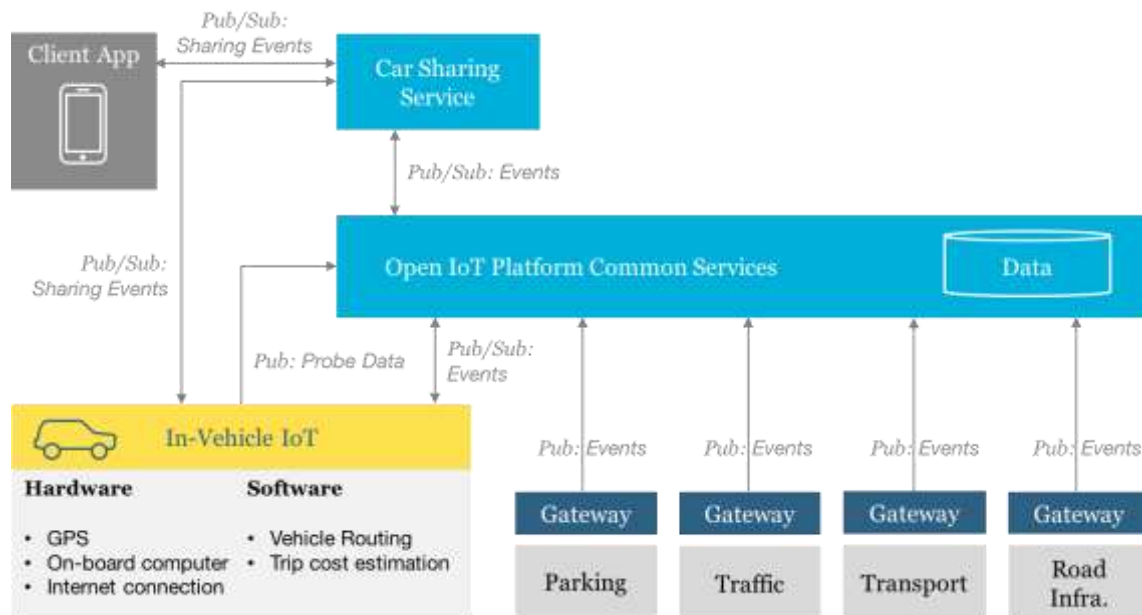 Pub/Sub:
Sharing Events
Client App
Car Sharing
Service
Pub/Sub: Events
Pub/Sub:
Sharing Events
Open IoT Platform Common Services
Data
Pub: Probe Data
Pub/Sub:
Events
In-Vehicle IoT
Hardware
• GPS
• On-board computer
• Internet connection
Software
• Vehicle Routing
• Trip cost estimation
Pub: Events
Pub: Events
Pub: Events
Pub: Events
Gateway
Gateway
Gateway
Gateway
Parking
Traffic
Transport
Road
Infra.